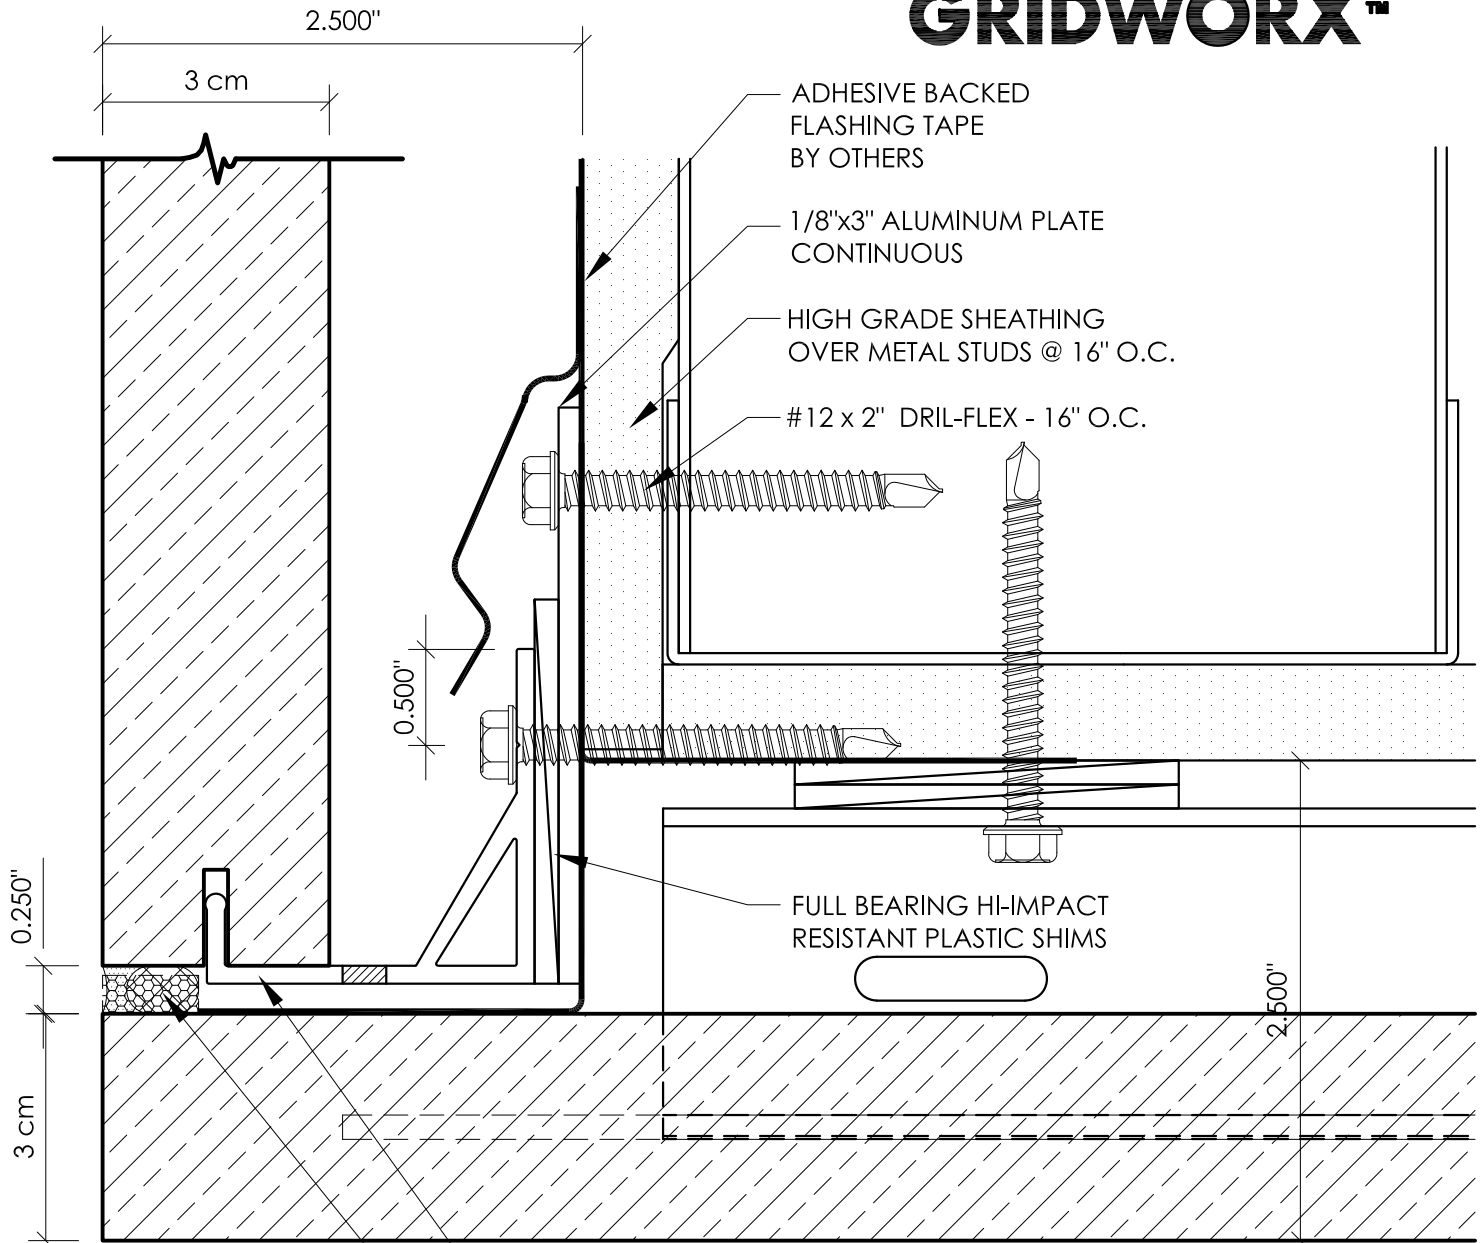 GRIDWORX™
2.500"
3 cm
ADHESIVE BACKED
FLASHING TAPE
BY OTHERS
1/8"x3" ALUMINUM PLATE
CONTINUOUS
HIGH GRADE SHEATHING
OVER METAL STUDS @ 16" O.C.
#12 x 2" DRIL-FLEX - 16" O.C.
0.500"
FULL BEARING HI-IMPACT
RESISTANT PLASTIC SHIMS
0.250"
2.500"
3 cm